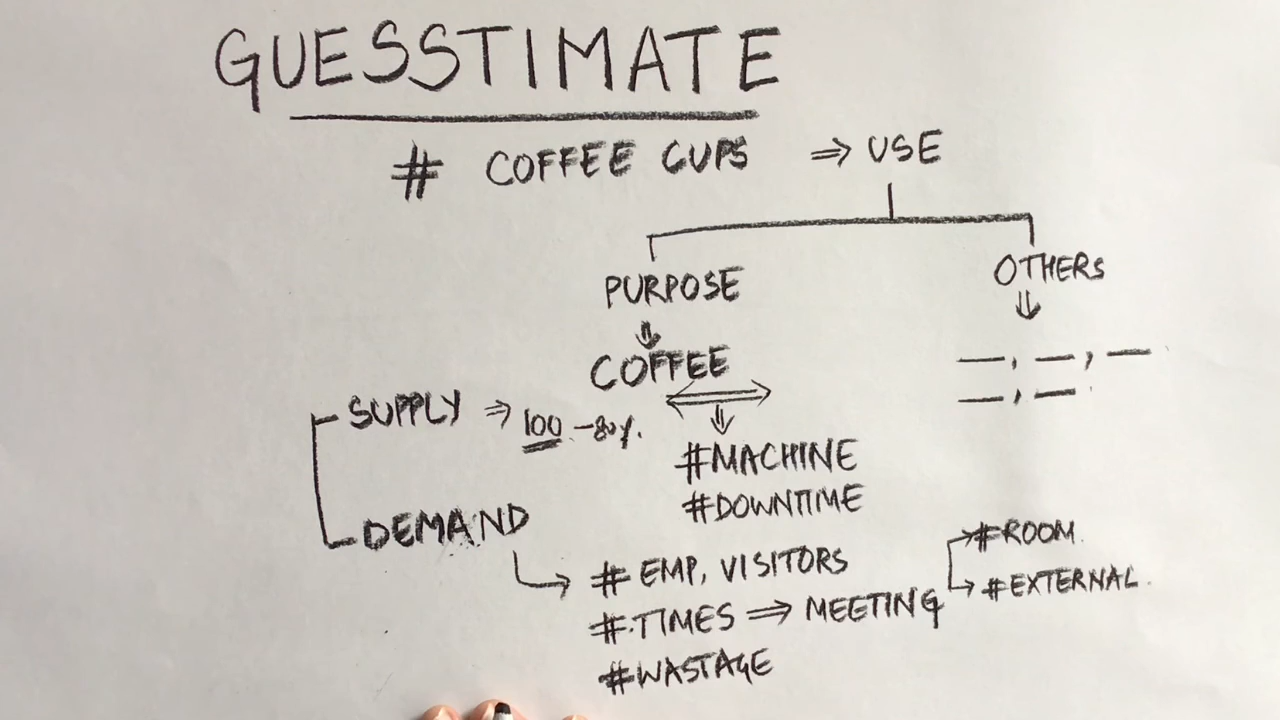 GUESSTIMATE
# COFFEE CUPS ⇒ USE
PURPOSE
OTHERS
COFFEE
SUPPLY ⇒ 100 - 80%.
#MACHINE
#DOWNTIME
DEMAND
# EMP, VISITORS
#TIMES ⇒ MEETING
#WASTAGE
#ROOM
#EXTERNAL